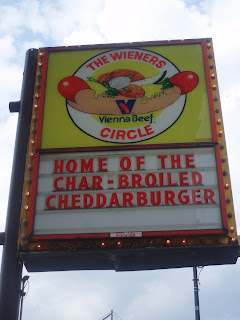 THE WIENERS
Vienna Beef
CIRCLE
HOME OF THE
CHAR-BROILED
CHEDDARBURGER